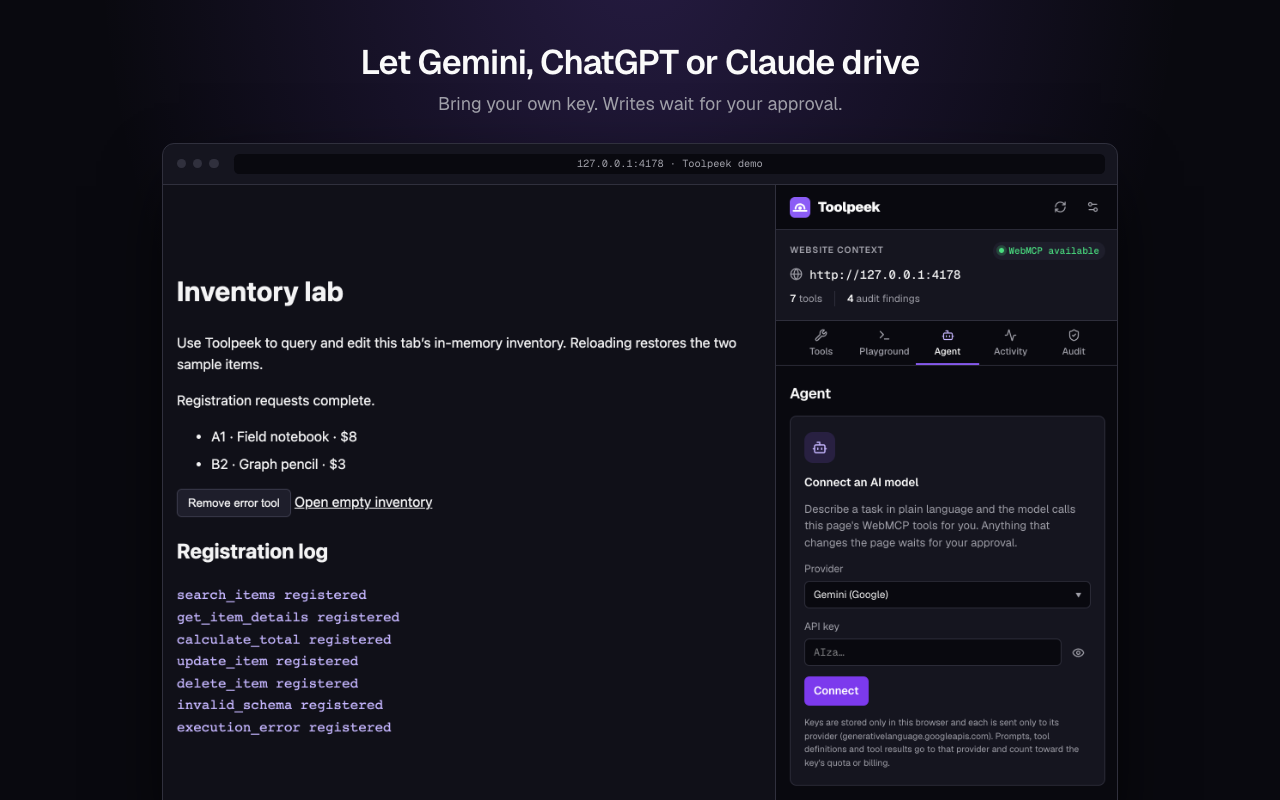 Let Gemini, ChatGPT or Claude drive
Bring your own key. Writes wait for your approval.
127.0.0.1:4178 · Toolpeek demo
Inventory lab
Use Toolpeek to query and edit this tab's in-memory inventory. Reloading restores the two
sample items.
Registration requests complete.
• A1 · Field notebook · $8
• B2 · Graph pencil · $3
Remove error tool Open empty inventory
Registration log
search_items registered
get_item_details registered
calculate_total registered
update_item registered
delete_item registered
invalid_schema registered
execution_error registered
Toolpeek
WEBSITE CONTEXT
WebMCP available
http://127.0.0.1:4178
7 tools
4 audit findings
Tools Playground Agent Activity Audit
Agent
Connect an AI model
Describe a task in plain language and the model calls
this page's WebMCP tools for you. Anything that
changes the page waits for your approval.
Provider
Gemini (Google)
API key
AIza…
Connect
Keys are stored only in this browser and each is sent only to its
provider (generativelanguage.googleapis.com). Prompts, tool
definitions and tool results go to that provider and count toward the
key's quota or billing.